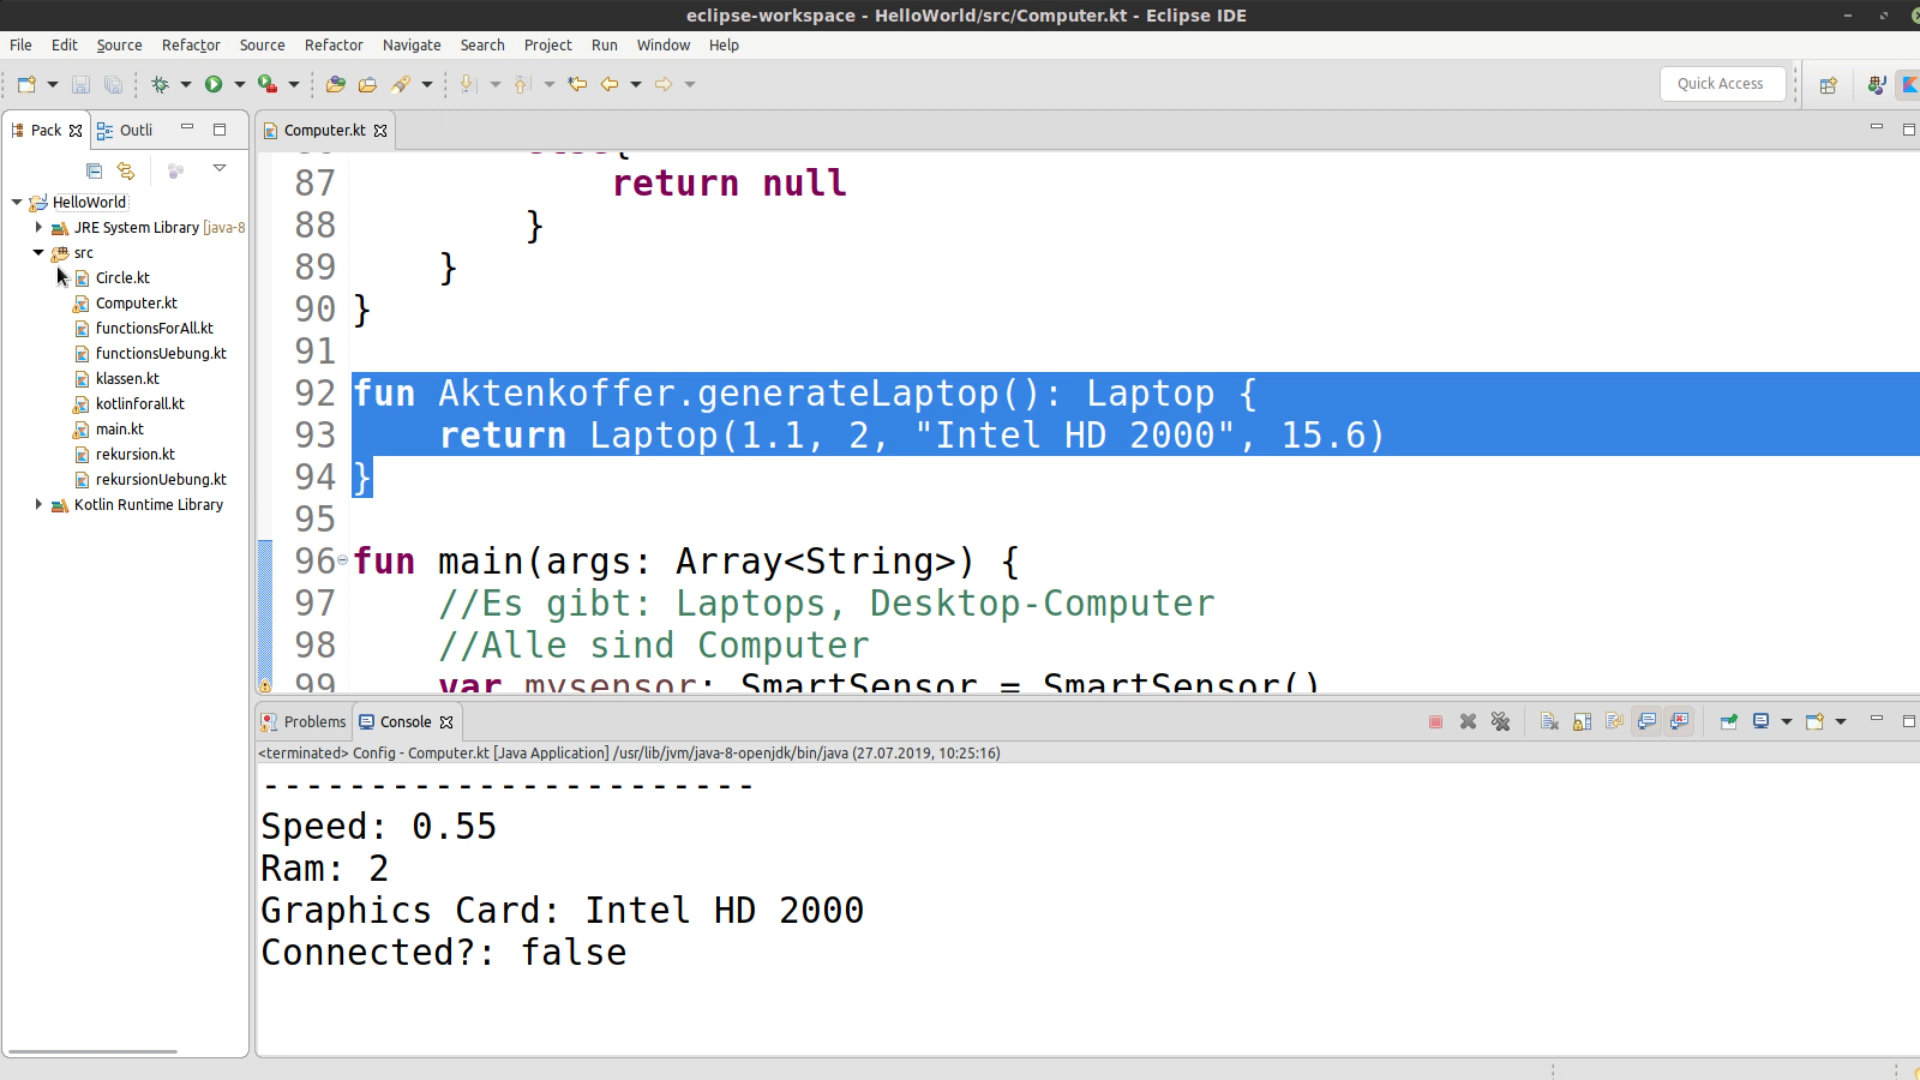 eclipse-workspace - HelloWorld/src/Computer.kt - Eclipse IDE
File Edit Source Refactor Source Refactor Navigate Search Project Run Window Help
Quick Access
Pack Outli
Computer.kt
HelloWorld
JRE System Library [java-8
src
Circle.kt
Computer.kt
functionsForAll.kt
functionsUebung.kt
klassen.kt
kotlinforall.kt
main.kt
rekursion.kt
rekursionUebung.kt
Kotlin Runtime Library
87 return null
88 }
89 }
90 }
91
92 fun Aktenkoffer.generateLaptop(): Laptop {
93 return Laptop(1.1, 2, "Intel HD 2000", 15.6)
94 }
95
96 fun main(args: Array<String>) {
97 //Es gibt: Laptops, Desktop-Computer
98 //Alle sind Computer
99 var mysensor: SmartSensor = SmartSensor()
Problems Console
<terminated> Config - Computer.kt [Java Application] /usr/lib/jvm/java-8-openjdk/bin/java (27.07.2019, 10:25:16)
-----------------------
Speed: 0.55
Ram: 2
Graphics Card: Intel HD 2000
Connected?: false